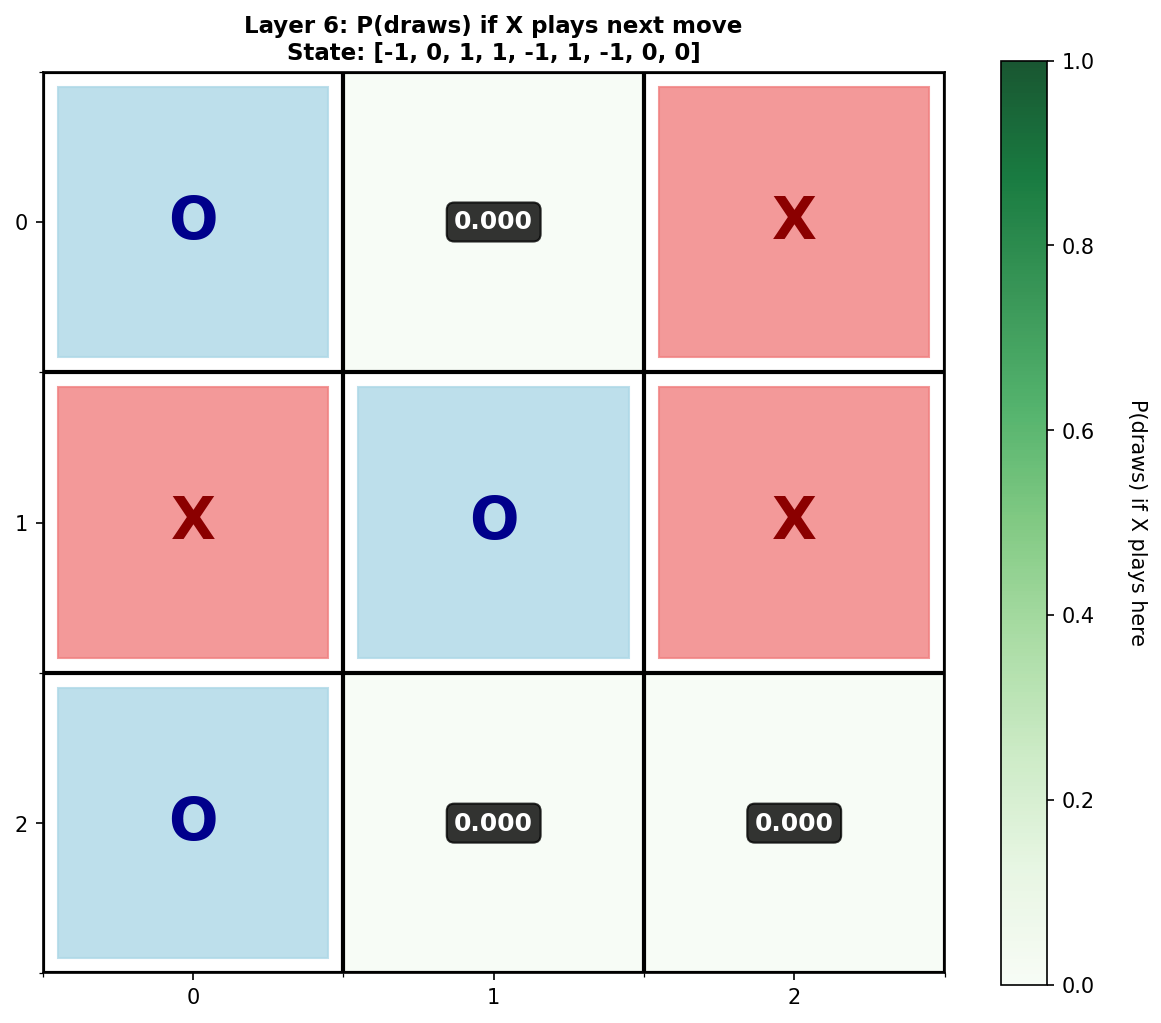 Layer 6: P(draws) if X plays next move
State: [-1, 0, 1, 1, -1, 1, -1, 0, 0]
0
O
0.000
X
1
X
O
X
2
O
0.000
0.000
0
1
2
1.0
0.8
0.6
0.4
0.2
0.0
P(draws) if X plays here